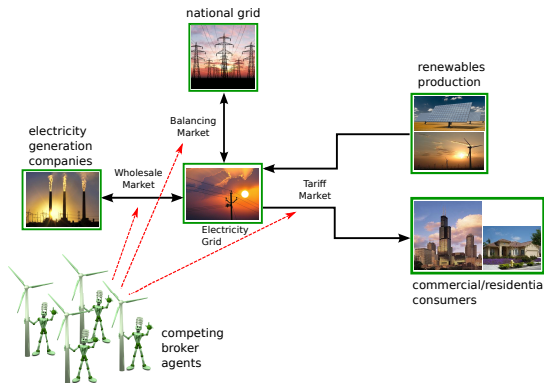 national grid
renewables
production
Balancing
Market
electricity
generation
companies
Wholesale
Market
Tariff
Market
Electricity
Grid
commercial/residentia
consumers
competing
broker
agents